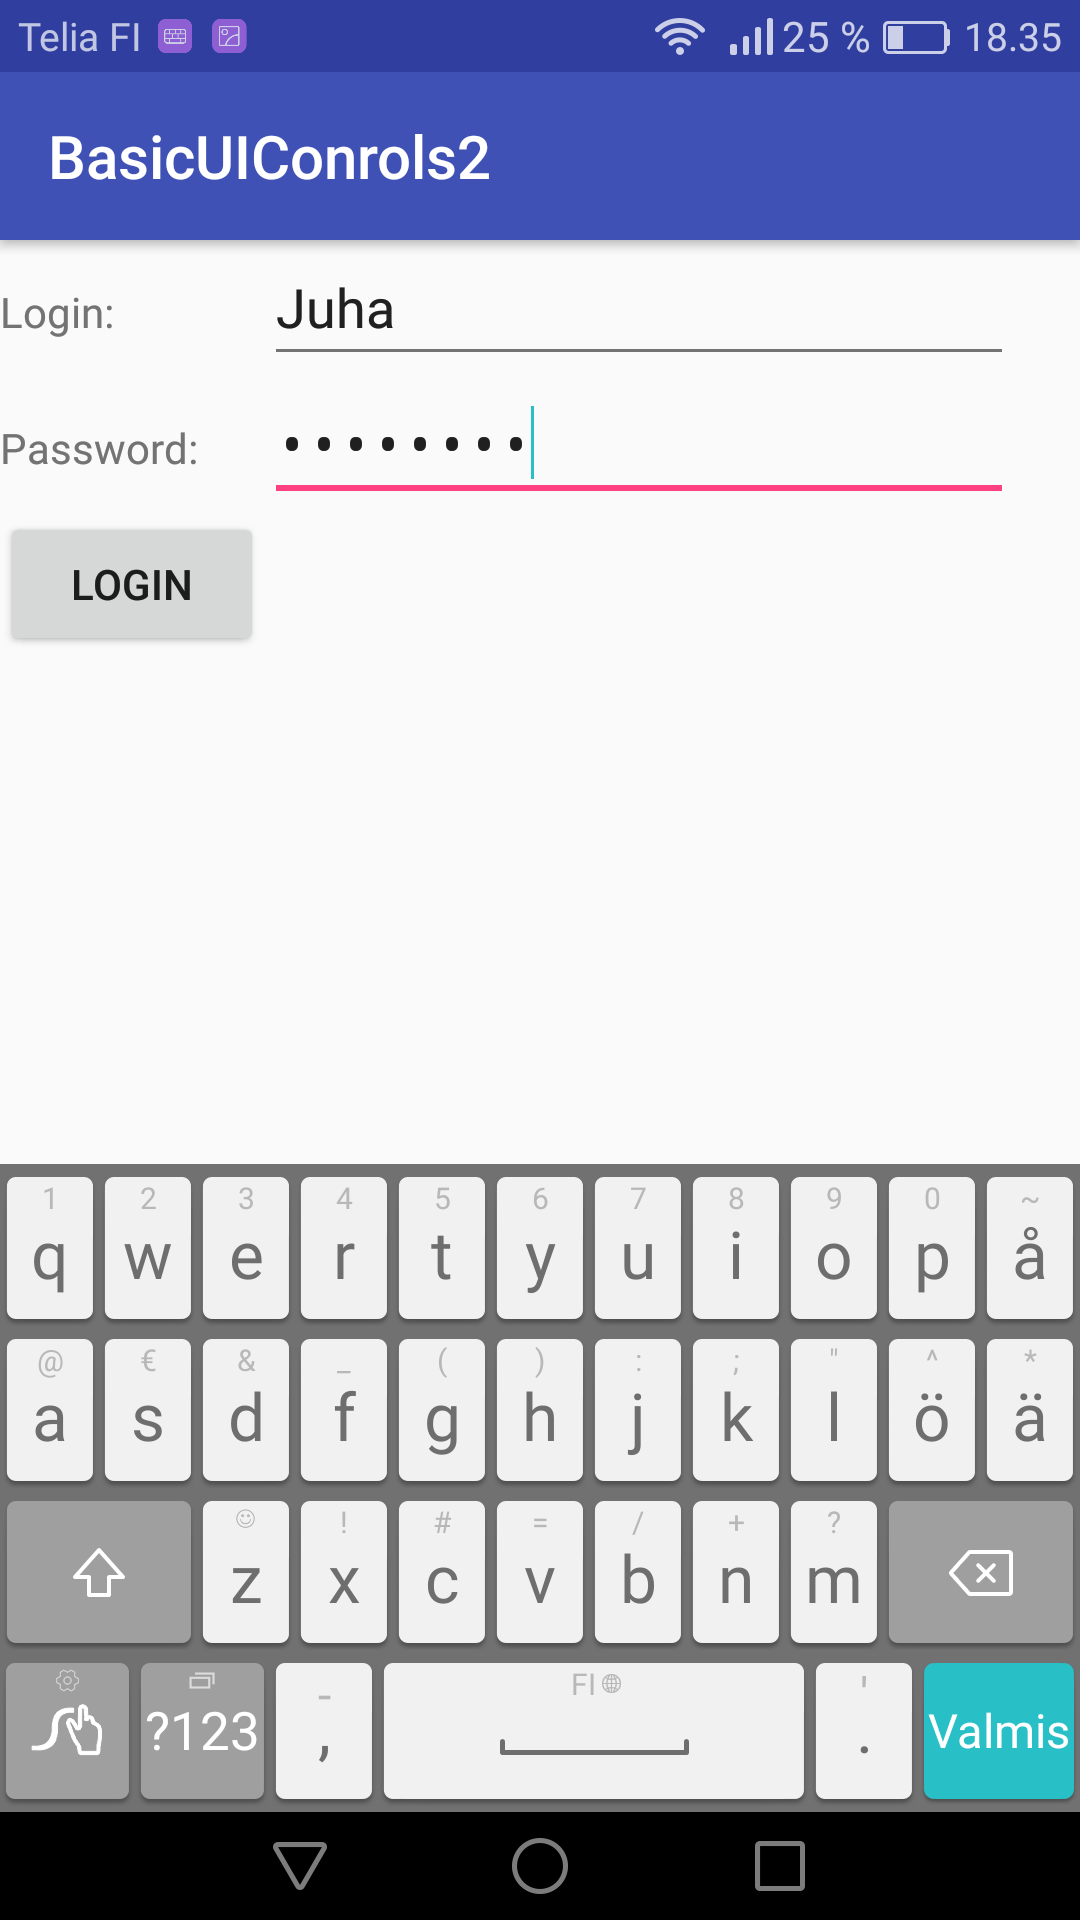 Telia FI 25 % 18.35
BasicUIConrols2
Login: Juha
Password: ••••••••
LOGIN
1 2 3 4 5 6 7 8 9 0 ~
q w e r t y u i o p å
@ € & _ ( ) : ; " ^ *
a s d f g h j k l ö ä
! # = / + ?
z x c v b n m
- FI '
?123 , . Valmis